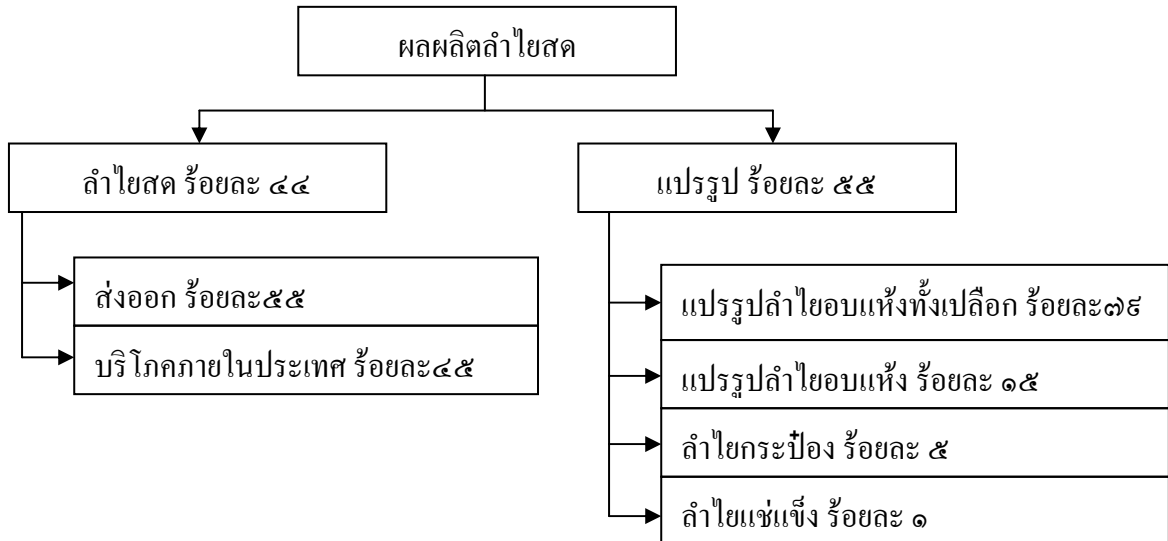 ผลผลิตลำไยสด
ลำไยสด ร้อยละ ๔๔
แปรรูป ร้อยละ ๕๕
ส่งออก ร้อยละ๕๕
บริโภคภายในประเทศ ร้อยละ๔๕
แปรรูปลำไยอบแห้งทั้งเปลือก ร้อยละ๗๙
แปรรูปลำไยอบแห้ง ร้อยละ ๑๕
ลำไยกระป๋อง ร้อยละ ๕
ลำไยแช่แข็ง ร้อยละ ๑